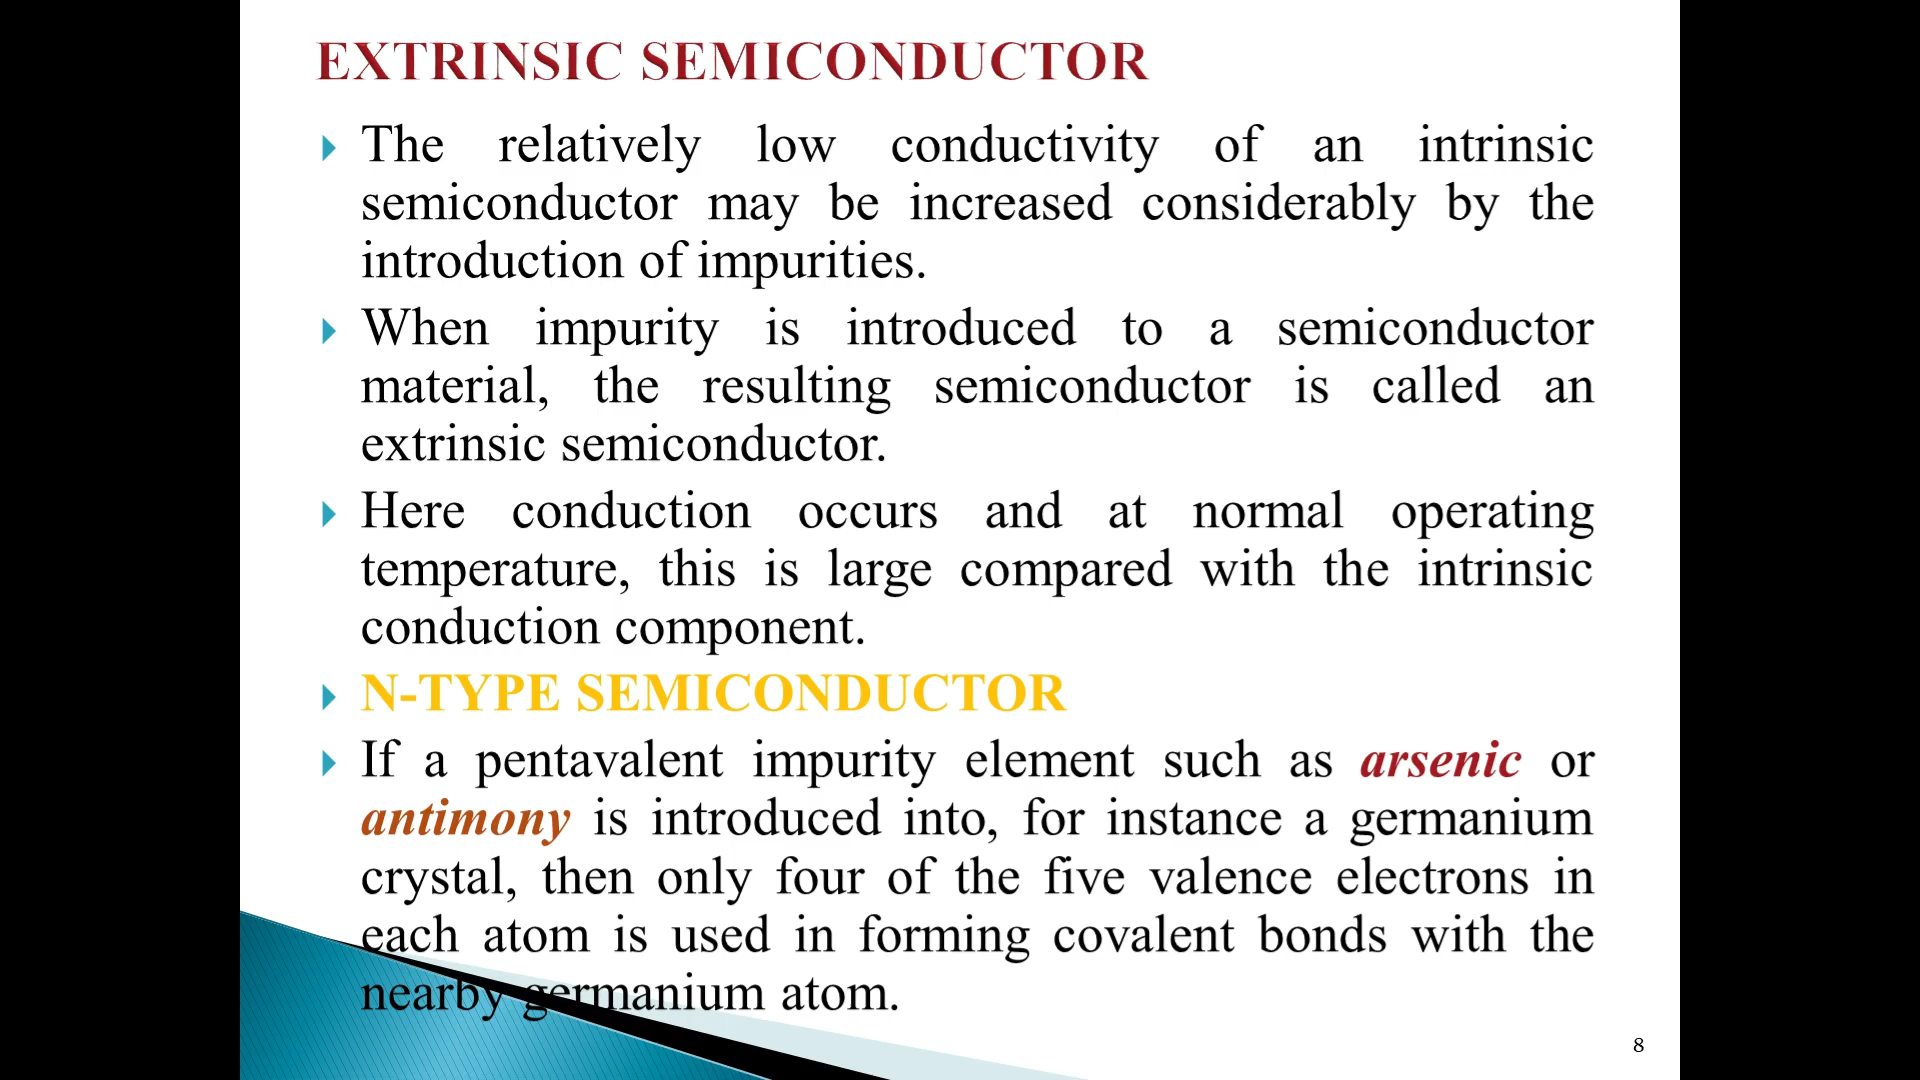 EXTRINSIC SEMICONDUCTOR
The relatively low conductivity of an intrinsic
semiconductor may be increased considerably by the
introduction of impurities.
When impurity is introduced to a semiconductor
material, the resulting semiconductor is called an
extrinsic semiconductor.
Here conduction occurs and at normal operating
temperature, this is large compared with the intrinsic
conduction component.
N-TYPE SEMICONDUCTOR
If a pentavalent impurity element such as arsenic or
antimony is introduced into, for instance a germanium
crystal, then only four of the five valence electrons in
each atom is used in forming covalent bonds with the
nearby germanium atom.
8